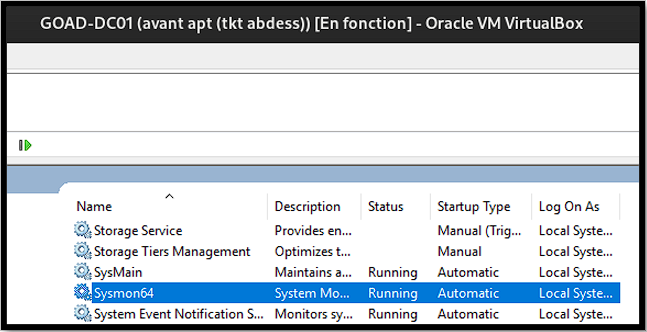 GOAD-DC01 (avant apt (tkt abdess)) [En fonction] - Oracle VM VirtualBox
Name Description Status Startup Type Log On As
Storage Service Provides en... Manual (Trig... Local Syste...
Storage Tiers Management Optimizes t... Manual Local Syste...
SysMain Maintains a... Running Automatic Local Syste...
Sysmon64 System Mo... Running Automatic Local Syste...
System Event Notification S... Monitors sy... Running Automatic Local Syste...